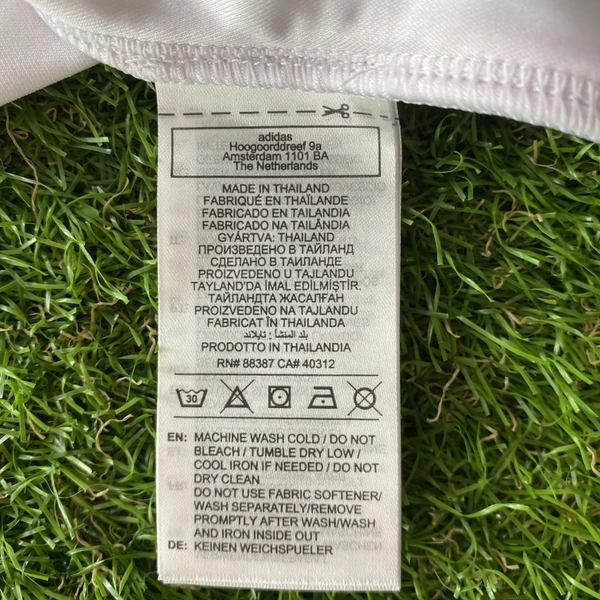 adidas
Hoogoorddreef 9a
Amsterdam 1101 BA
The Netherlands
MADE IN THAILAND
FABRIQUÉ EN THAÏLANDE
FABRICADO EN TAILANDIA
FABRICADO NA TAILÂNDIA
GYÁRTVA: THAILAND
ПРОИЗВЕДЕНО В ТАЙЛАНД
СДЕЛАНО В ТАИЛАНДЕ
PROIZVEDENO U TAJLANDU
TAYLAND'DA İMAL EDİLMİŞTİR.
ТАЙЛАНДТА ЖАСАЛҒАН
PROIZVEDENO NA TAJLANDU
FABRICAT ÎN THAILANDA
بلد المنشأ : تايلاند
PRODOTTO IN THAILANDIA
RN# 88387 CA# 40312
30
EN: MACHINE WASH COLD / DO NOT
BLEACH / TUMBLE DRY LOW /
COOL IRON IF NEEDED / DO NOT
DRY CLEAN
DO NOT USE FABRIC SOFTENER/
WASH SEPARATELY/REMOVE
PROMPTLY AFTER WASH/WASH
AND IRON INSIDE OUT
DE: KEINEN WEICHSPUELER